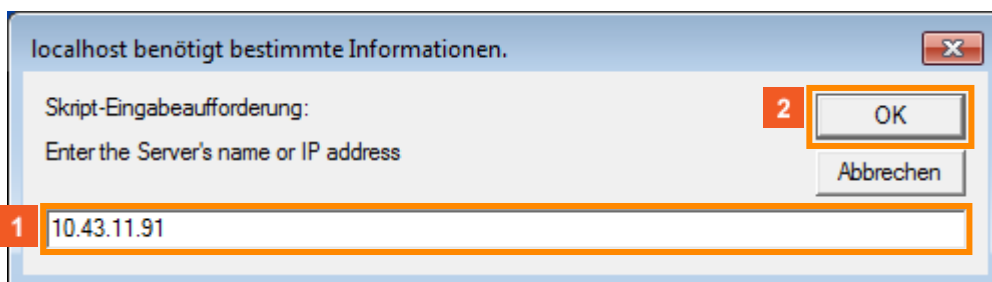 localhost benötigt bestimmte Informationen.
Skript-Eingabeaufforderung:
2
OK
Enter the Server's name or IP address
Abbrechen
1
10.43.11.91